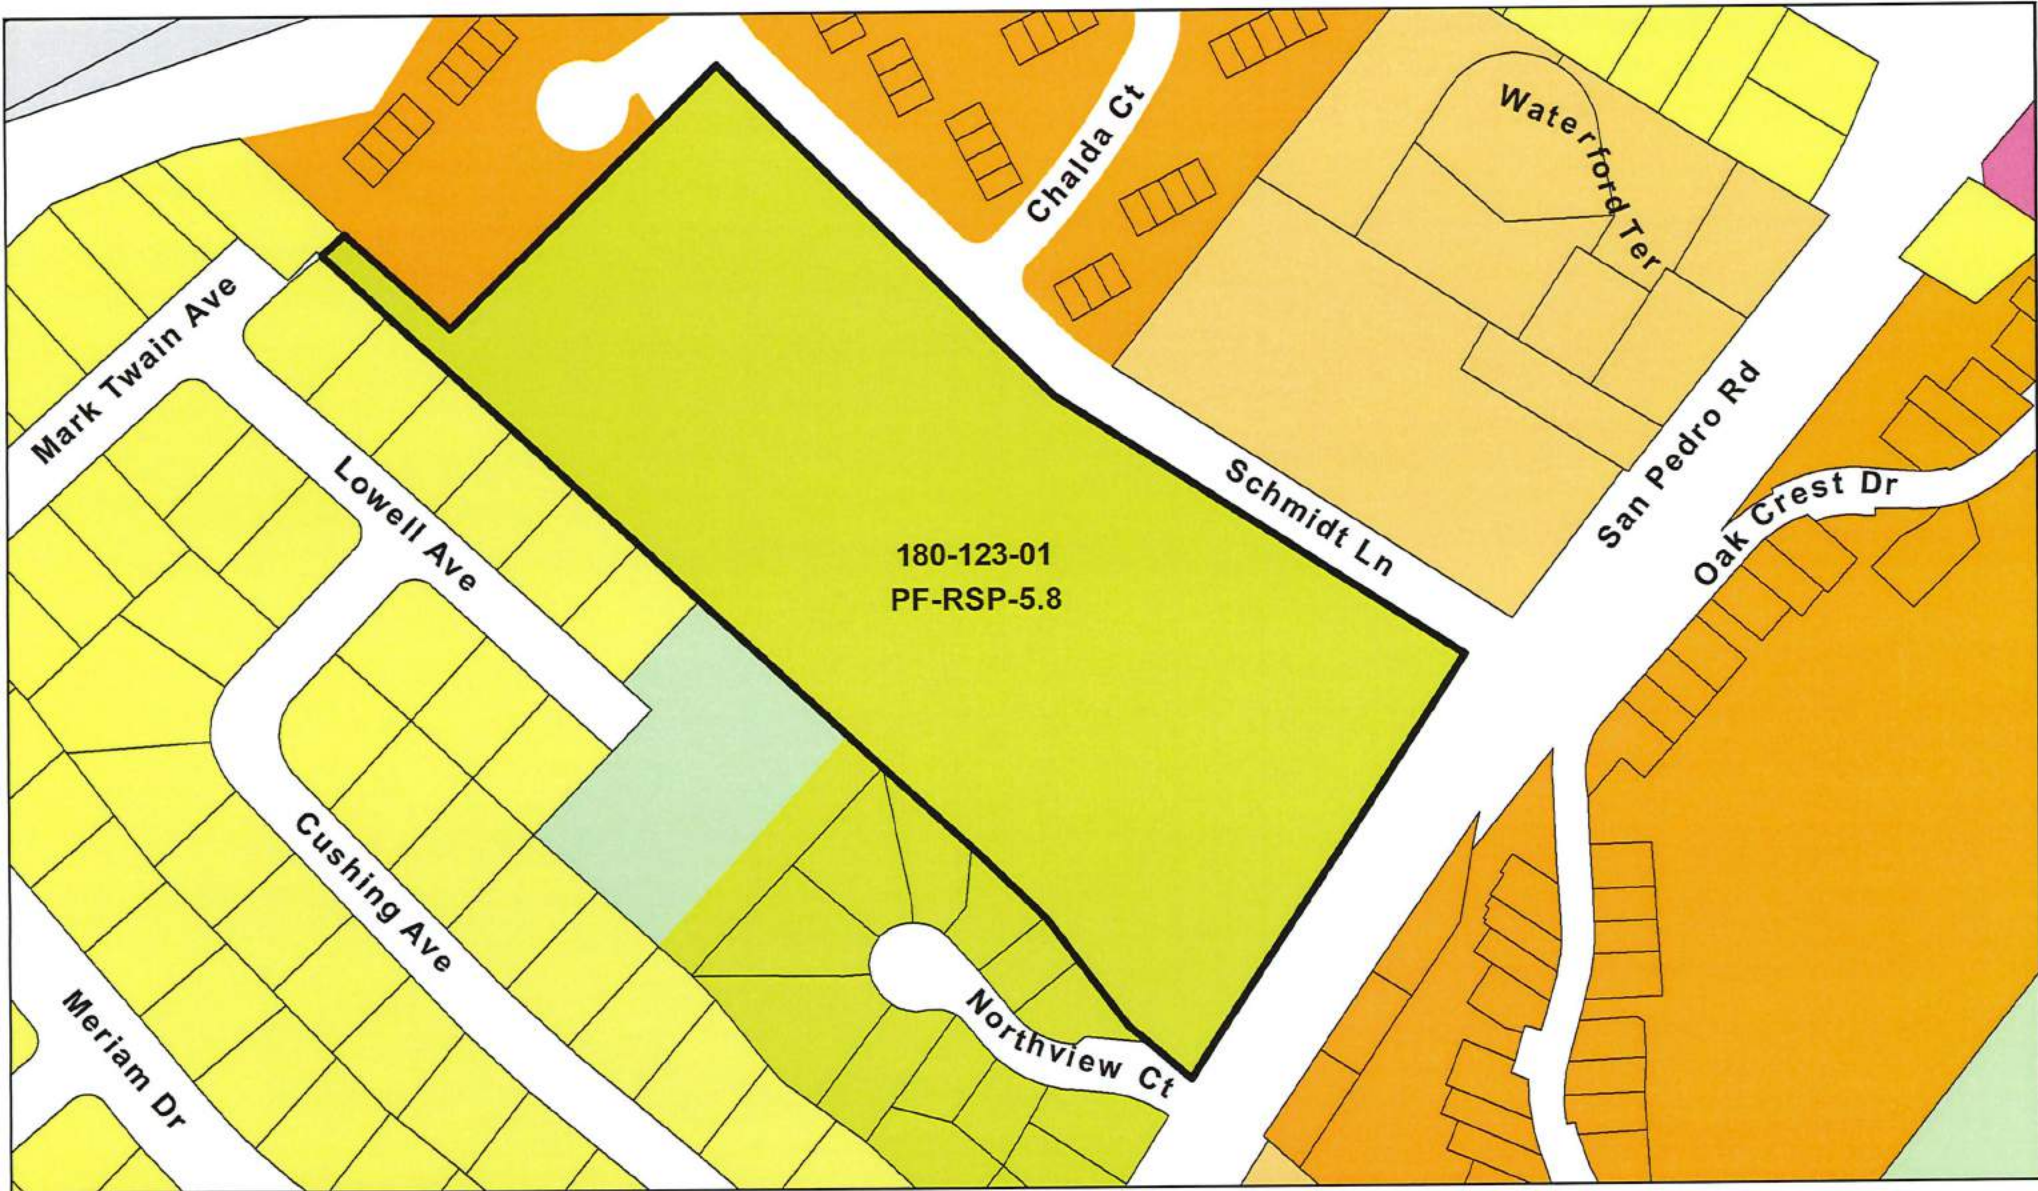 Waterford Ter
Chalda Ct
Mark Twain Ave
San Pedro Rd
Schmidt Ln
Oak Crest Dr
Lowell Ave
180-123-01
PF-RSP-5.8
Cushing Ave
Northview Ct
Meriam Dr